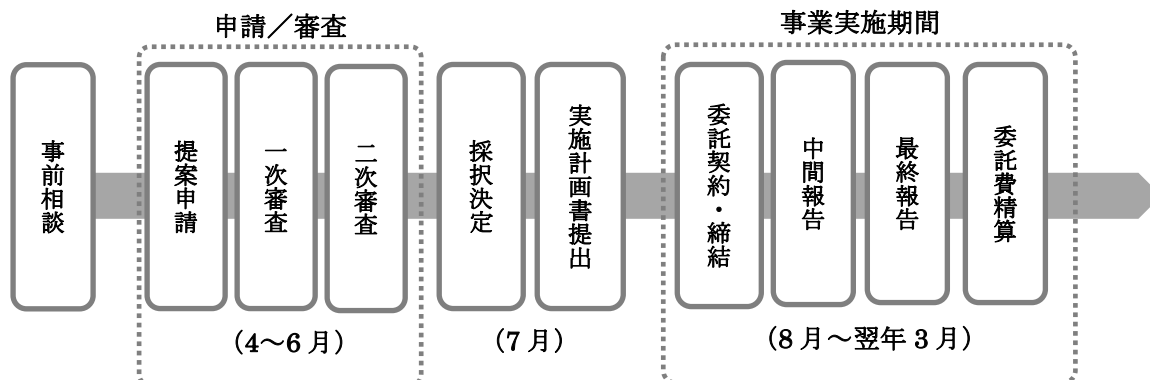 申請／審査
事業実施期間
事前相談
提案申請
一次審査
二次審査
採択決定
実施計画書提出
委託契約・締結
中間報告
最終報告
委託費精算
（4～6 月）
（7 月）
（8 月～翌年 3 月）